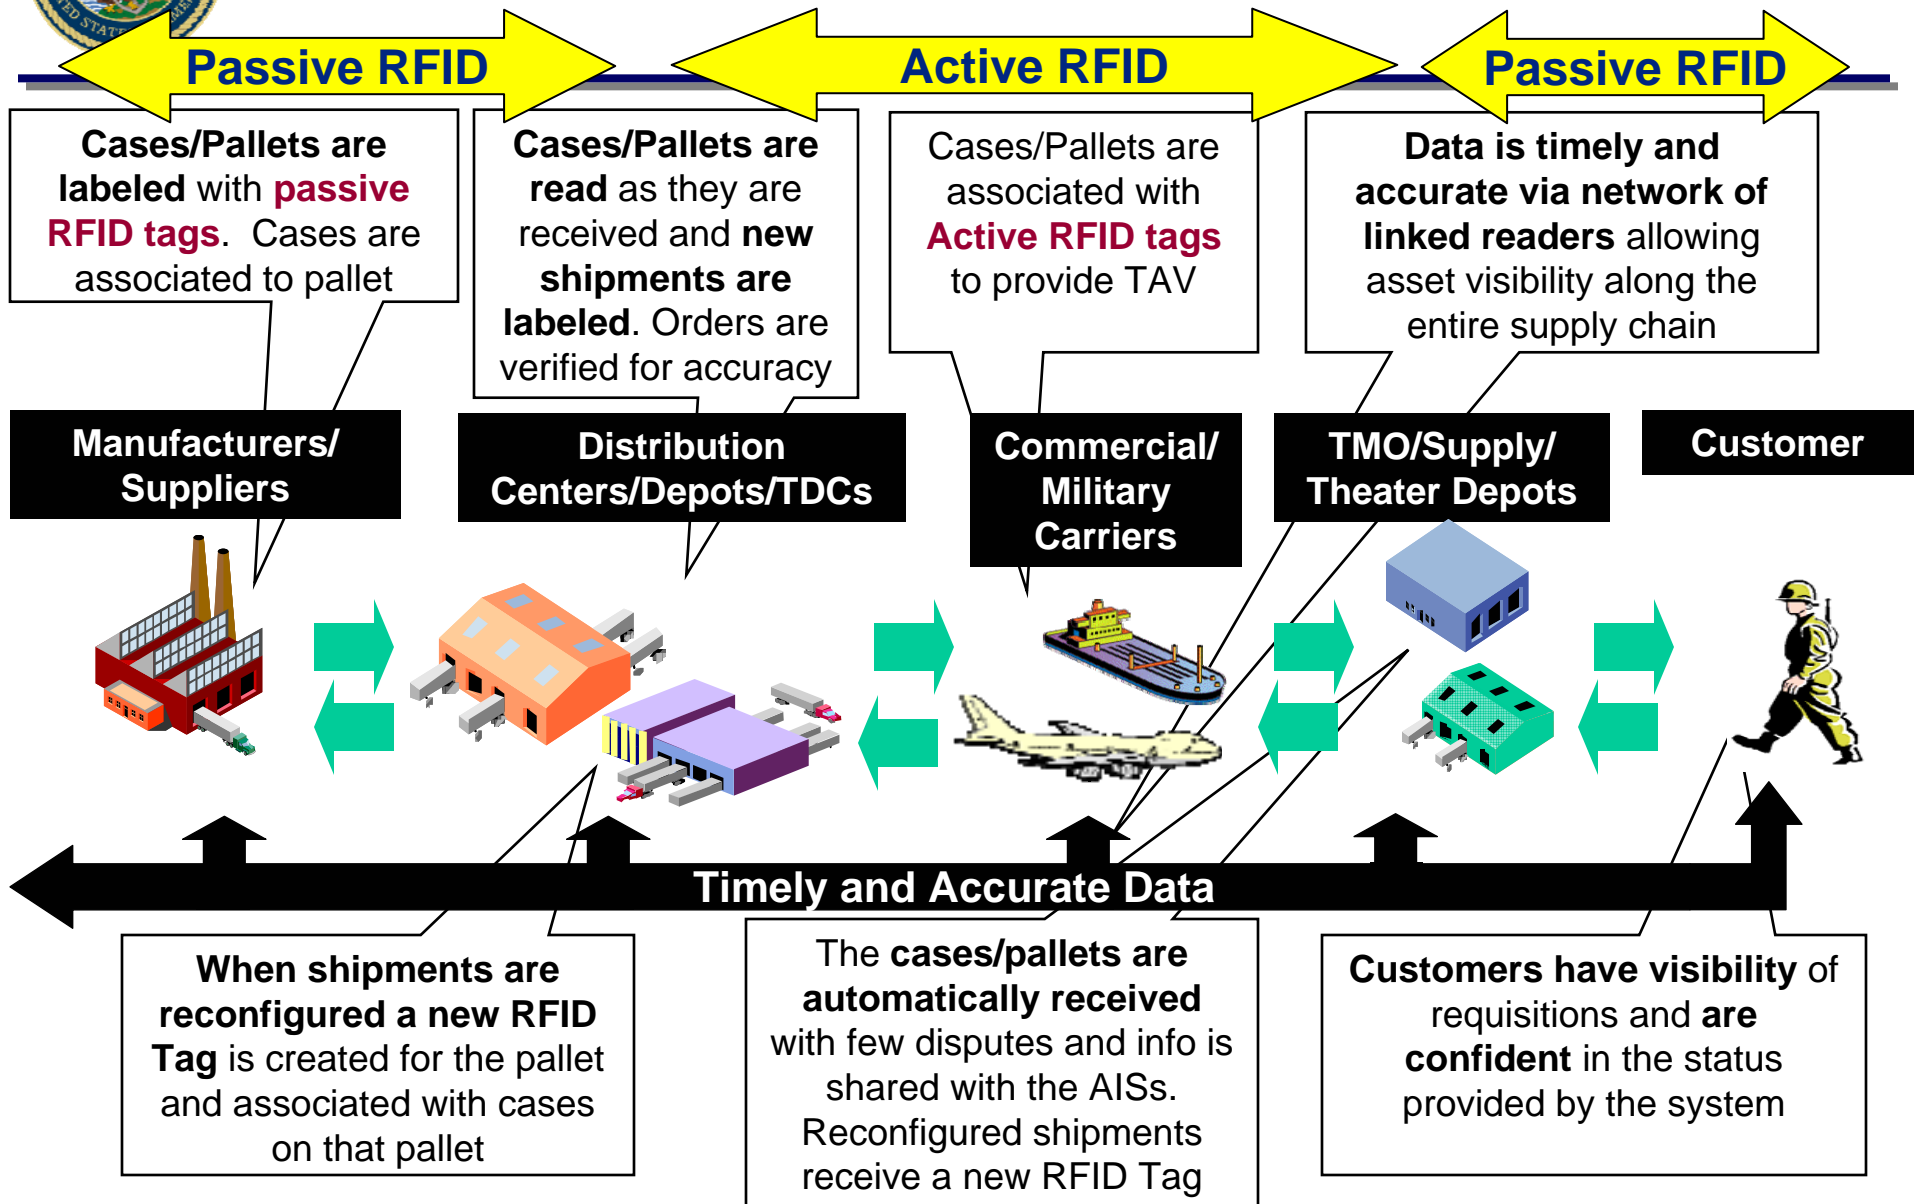 UNITED STATES
Passive RFID
Active RFID
Passive RFID
Cases/Pallets are
labeled with passive
RFID tags.  Cases are
associated to pallet
Cases/Pallets are
read as they are
received and new
shipments are
labeled. Orders are
verified for accuracy
Cases/Pallets are
associated with
Active RFID tags
to provide TAV
Data is timely and
accurate via network of
linked readers allowing
asset visibility along the
entire supply chain
Manufacturers/
Suppliers
Distribution
Centers/Depots/TDCs
Commercial/
Military
Carriers
TMO/Supply/
Theater Depots
Customer
Timely and Accurate Data
When shipments are
reconfigured a new RFID
Tag is created for the pallet
and associated with cases
on that pallet
The cases/pallets are
automatically received
with few disputes and info is
shared with the AISs.
Reconfigured shipments
receive a new RFID Tag
Customers have visibility of
requisitions and are
confident in the status
provided by the system